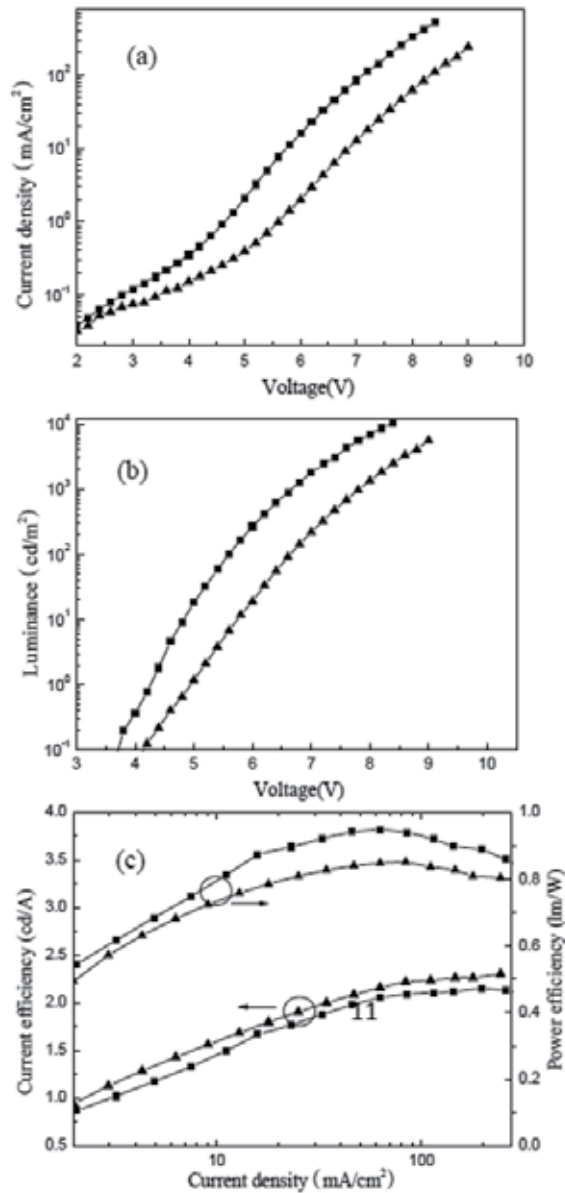 (a)
Current density ( mA/cm²)
10²
10¹
10⁰
10⁻¹
2 3 4 5 6 7 8 9 10
Voltage(V)
(b)
Luminance ( cd/m²)
10⁴
10³
10²
10¹
10⁰
10⁻¹
3 4 5 6 7 8 9 10
Voltage(V)
(c)
Current efficiency (cd/A)
4.0
3.5
3.0
2.5
2.0
1.5
1.0
0.5
11
1.0
0.8
0.6
0.4
0.2
0.0
Power efficiency (lm/W)
10 100
Current density ( mA/cm²)